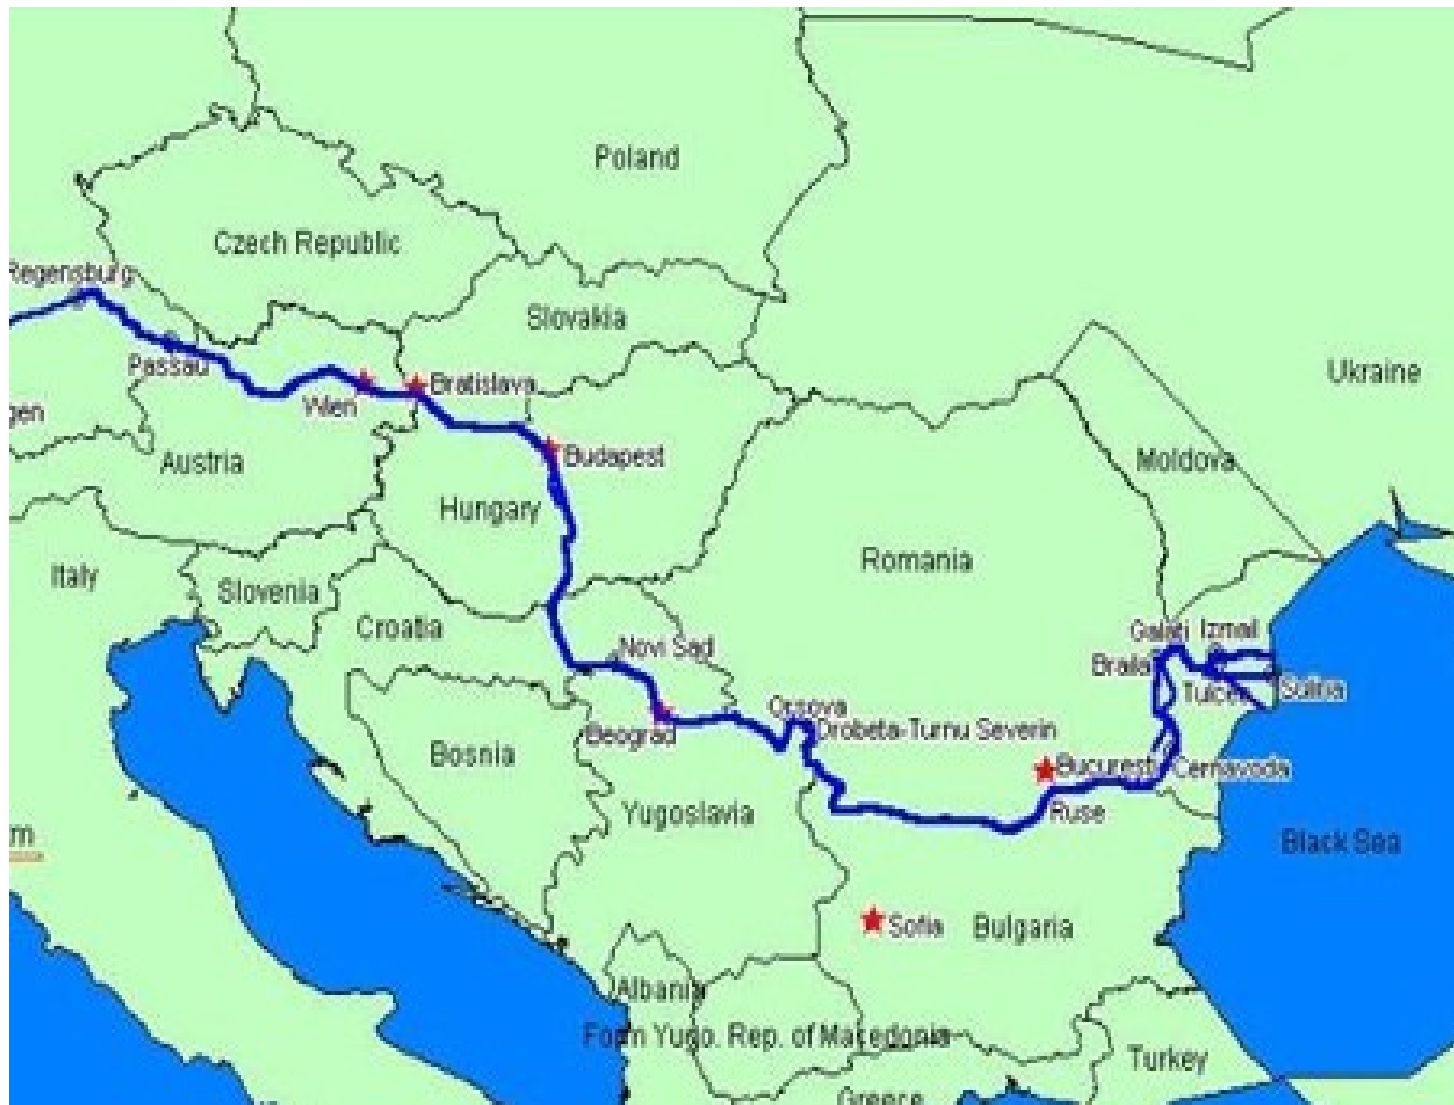 Poland
Czech Republic
Regensburg
Slovakia
Passau
Ukraine
Bratislava
Wien
gen
Budapest
Austria
Moldova
Hungary
Romania
Italy
Slovenia
Croatia
Galati Izmail
Novi Sad
Braila
Tulcea
Sulina
Orsova
Beograd
Drobeta-Turnu Severin
Bosnia
Bucuresti
Cernavoda
Yugoslavia
Ruse
m
Black Sea
Sofia
Bulgaria
Albania
Form Yugo. Rep. of Macedonia
Turkey
Greece